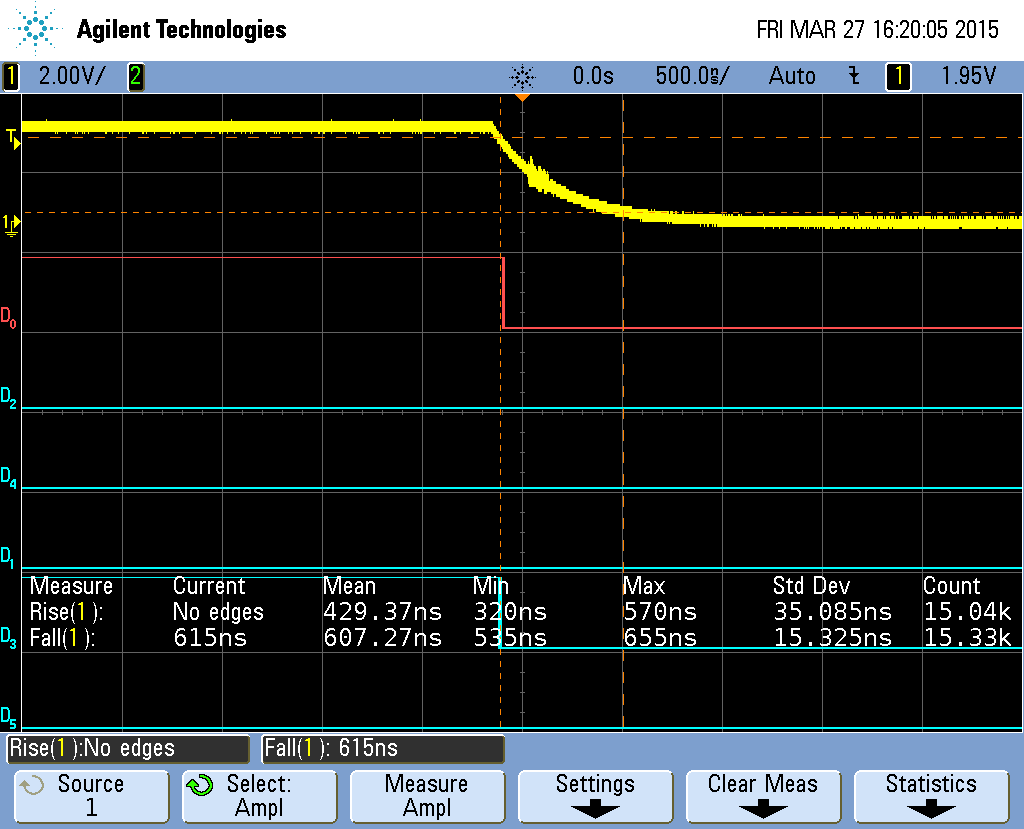 Agilent Technologies
FRI MAR 27 16:20:05 2015
1 2.00V/ 2 0.0s 500.0ns/ Auto 1 1.95V
T
1
D0
D2
D4
D1
Measure Current Mean Min Max Std Dev Count
Rise(1): No edges 429.37ns 320ns 570ns 35.085ns 15.04k
D3 Fall(1): 615ns 607.27ns 535ns 655ns 15.325ns 15.33k
D5
Rise(1):No edges Fall(1): 615ns
Source Select: Measure Settings Clear Meas Statistics
1 Ampl Ampl